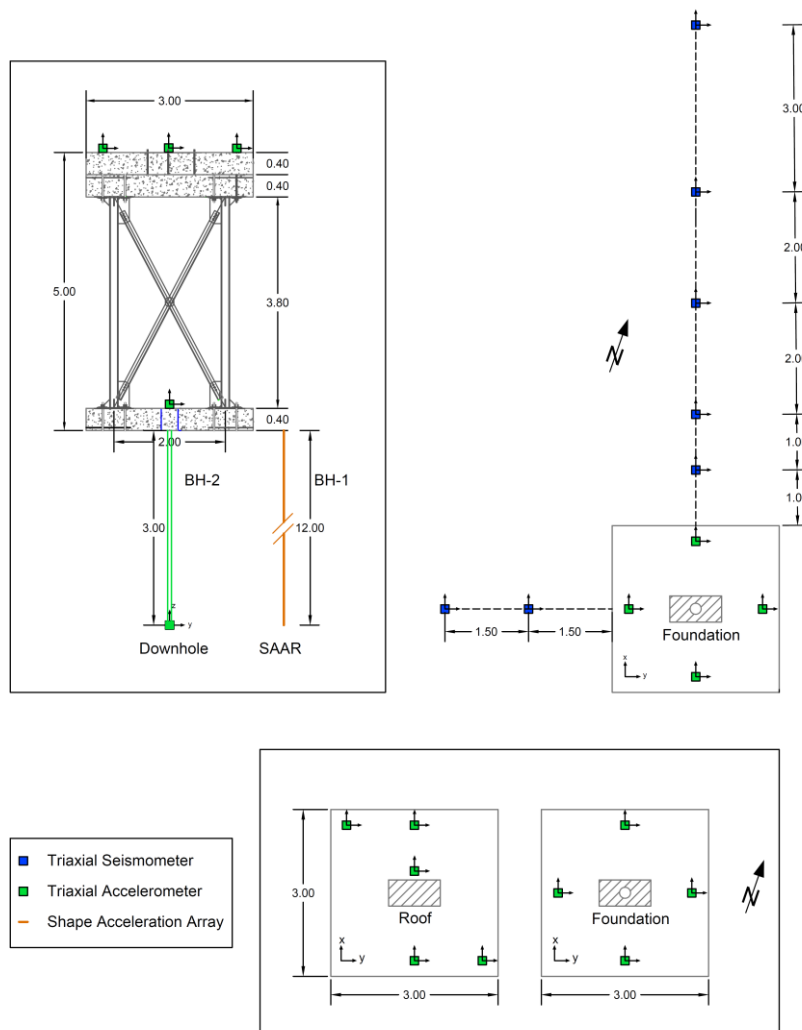 3.00
0.40
0.40
5.00
3.80
0.40
2.00
BH-2
BH-1
3.00
12.00
z
y
Downhole
SAAR
3.00
2.00
2.00
1.00
1.00
N
1.50
1.50
Foundation
x
y
Triaxial Seismometer
Triaxial Accelerometer
Shape Acceleration Array
3.00
Roof
x
y
3.00
Foundation
x
y
3.00
N